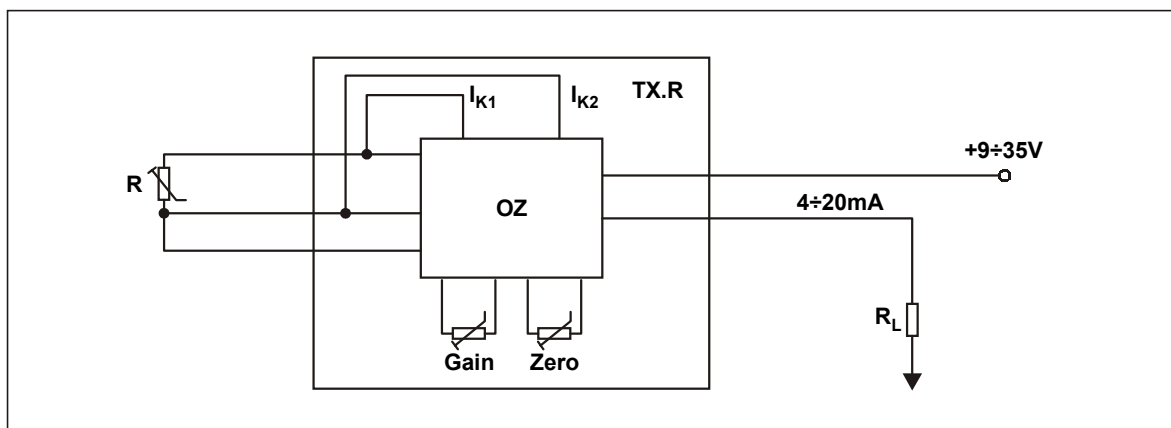 I_K1
I_K2
TX.R
+9÷35V
R
OZ
4÷20mA
R_L
Gain
Zero